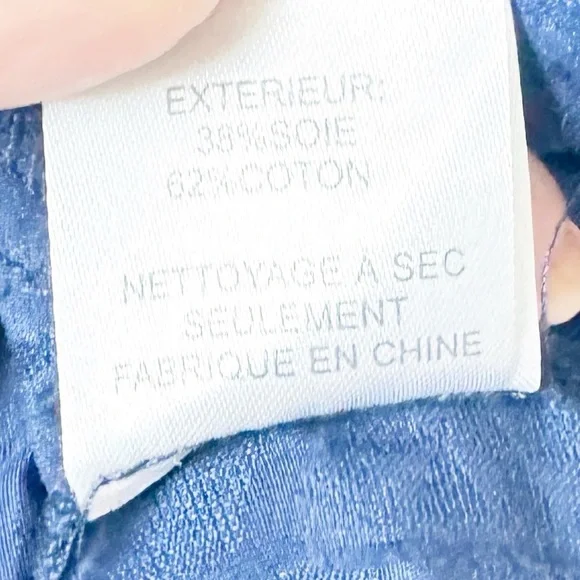 EXTERIEUR:
38%SOIE
62%COTON
NETTOYAGE A SEC
SEULEMENT
FABRIQUE EN CHINE